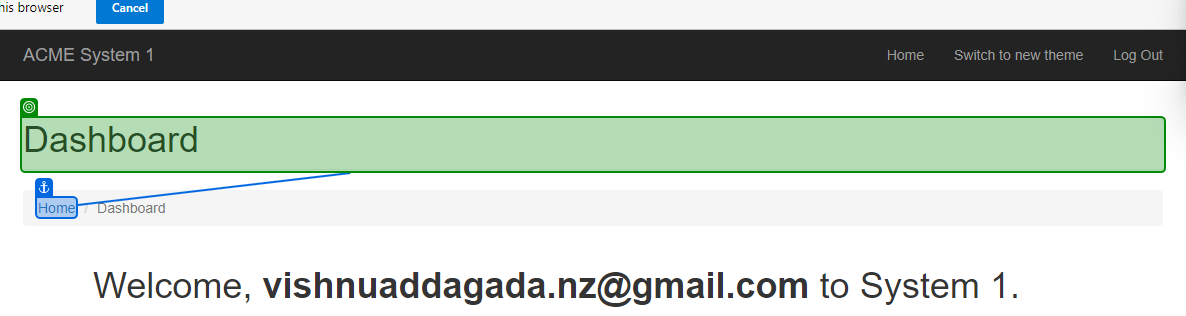 his browser Cancel
ACME System 1 Home Switch to new theme Log Out
Dashboard
Home / Dashboard
Welcome, vishnuaddagada.nz@gmail.com to System 1.